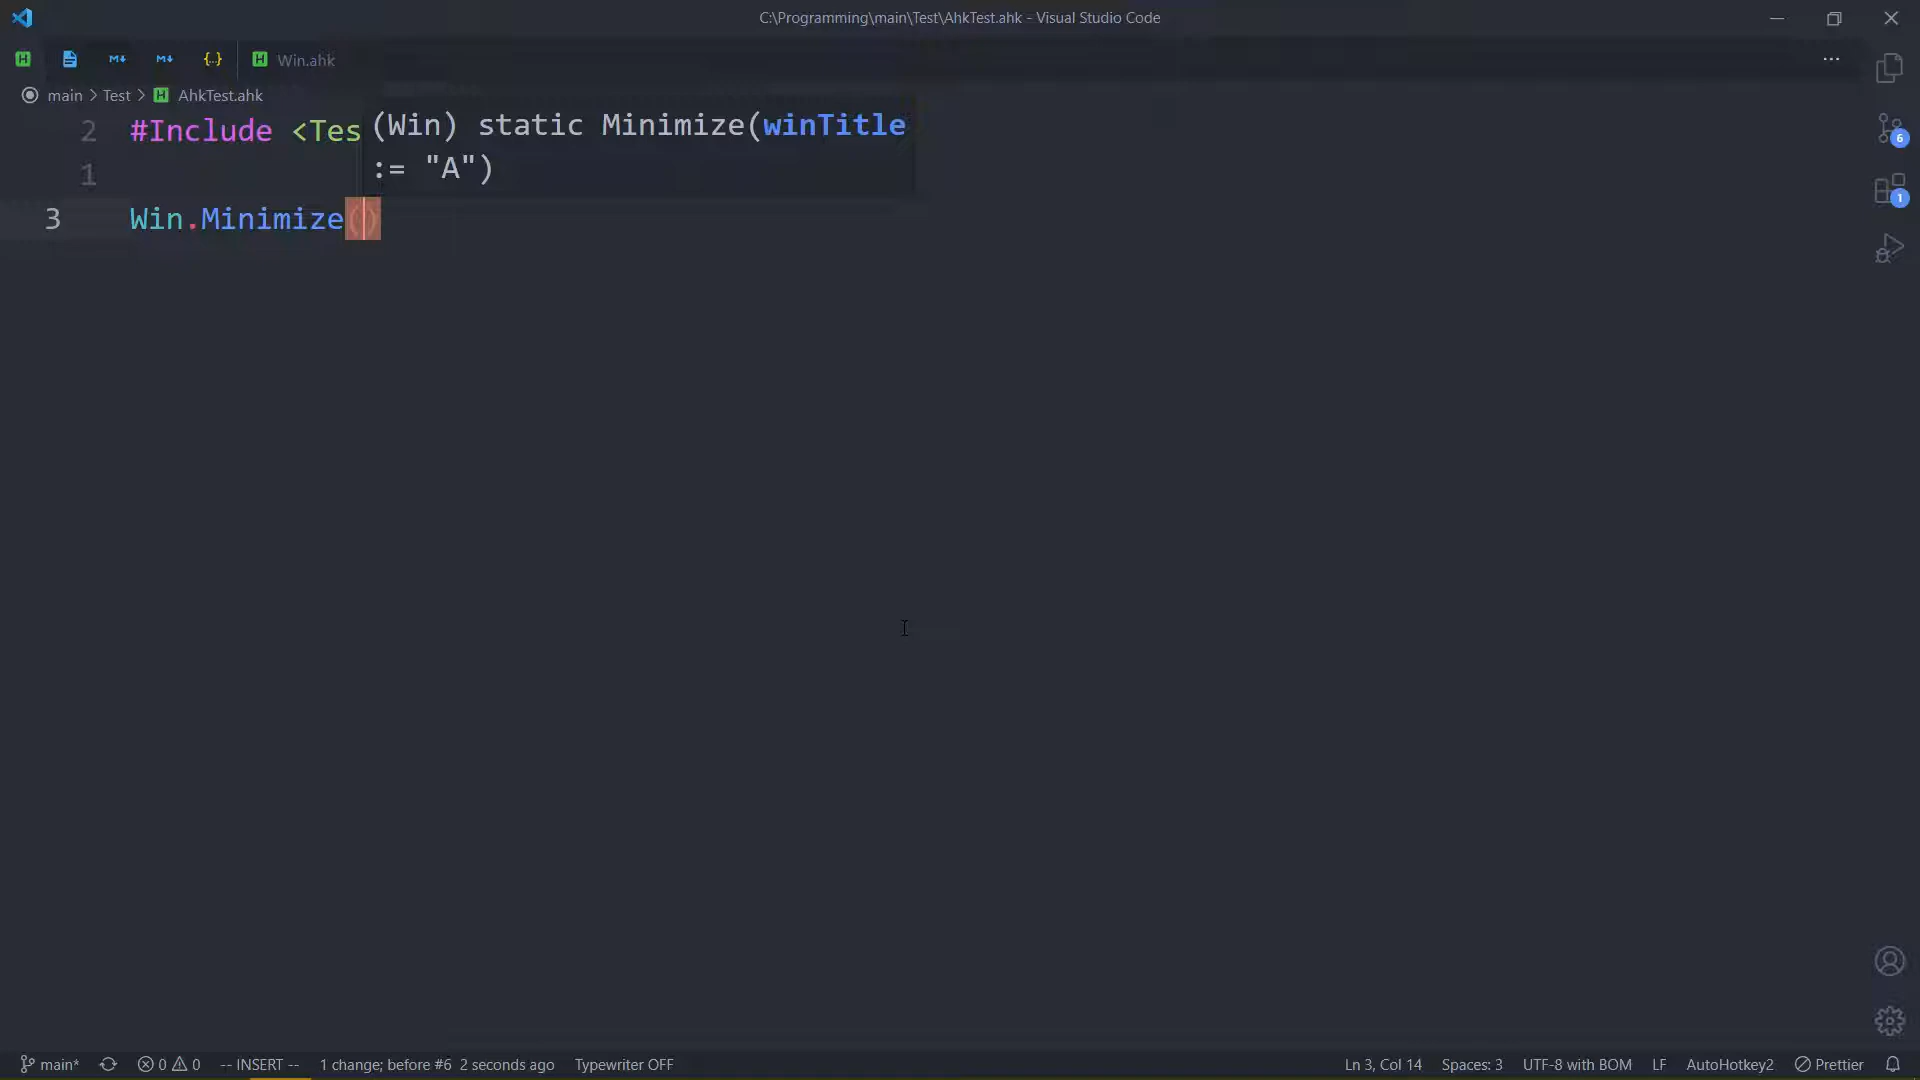 C:\Programming\main\Test\AhkTest.ahk - Visual Studio Code
Win.ahk
main > Test > AhkTest.ahk
2 #Include <Tes
(Win) static Minimize(winTitle
:= "A")
1
3 Win.Minimize()
6
1
main* 0 0 -- INSERT -- 1 change; before #6 2 seconds ago Typewriter OFF Ln 3, Col 14 Spaces: 3 UTF-8 with BOM LF AutoHotkey2 Prettier